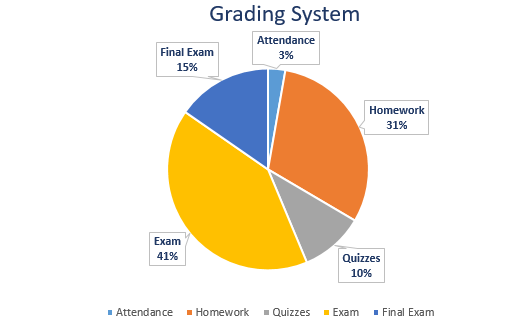 Grading System
Attendance
3%
Final Exam
15%
Homework
31%
Exam
41%
Quizzes
10%
Attendance Homework Quizzes Exam Final Exam